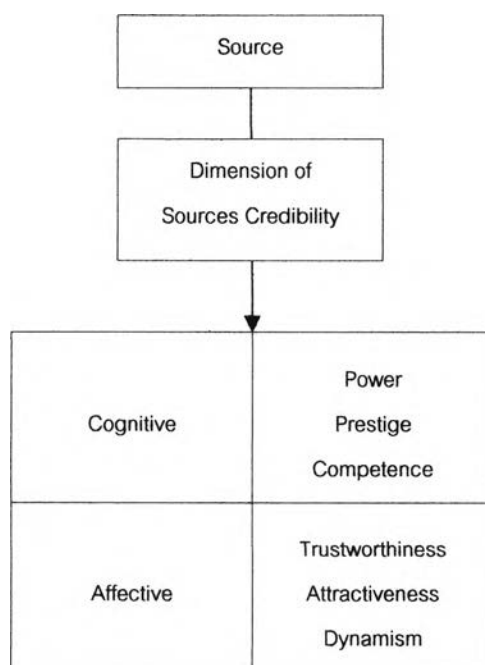 Source
Dimension of
Sources Credibility
Cognitive
Power
Prestige
Competence
Affective
Trustworthiness
Attractiveness
Dynamism